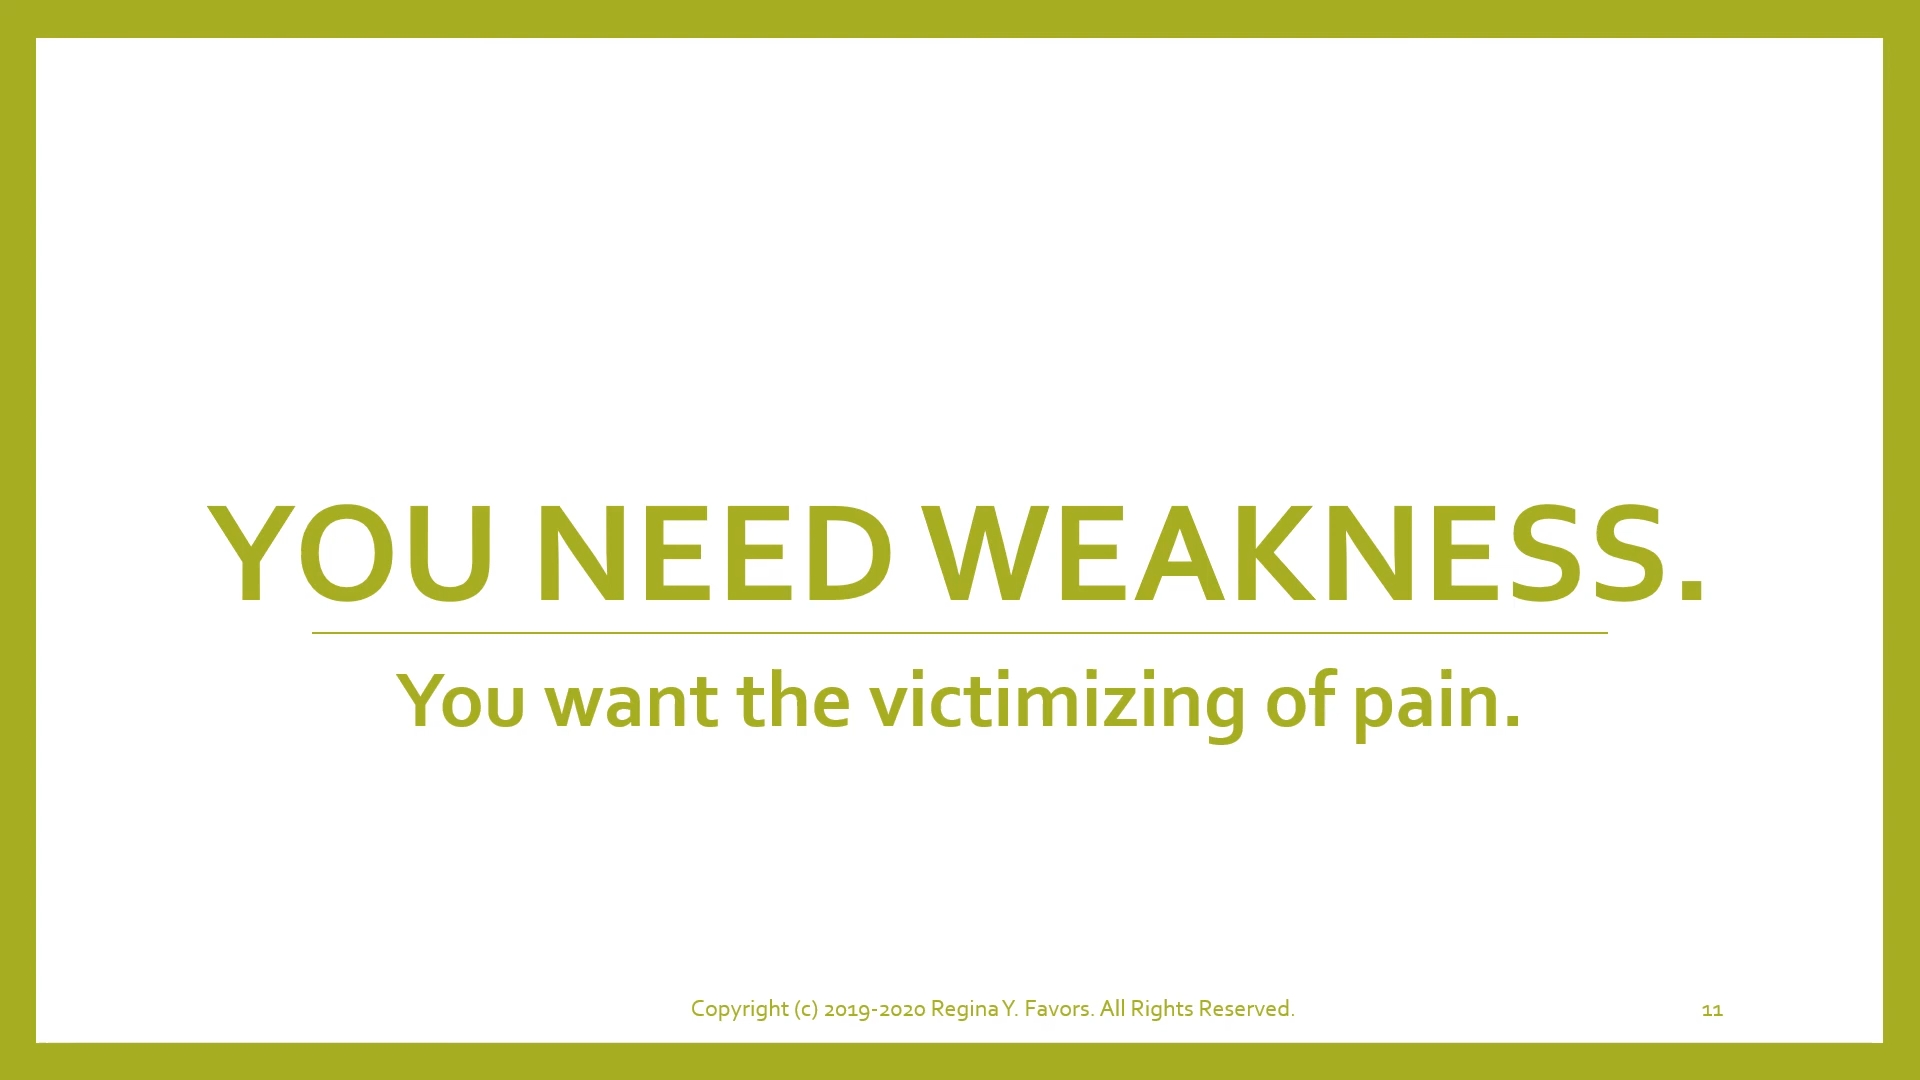 YOU NEED WEAKNESS.
You want the victimizing of pain.
Copyright (c) 2019-2020 Regina Y. Favors. All Rights Reserved.
11